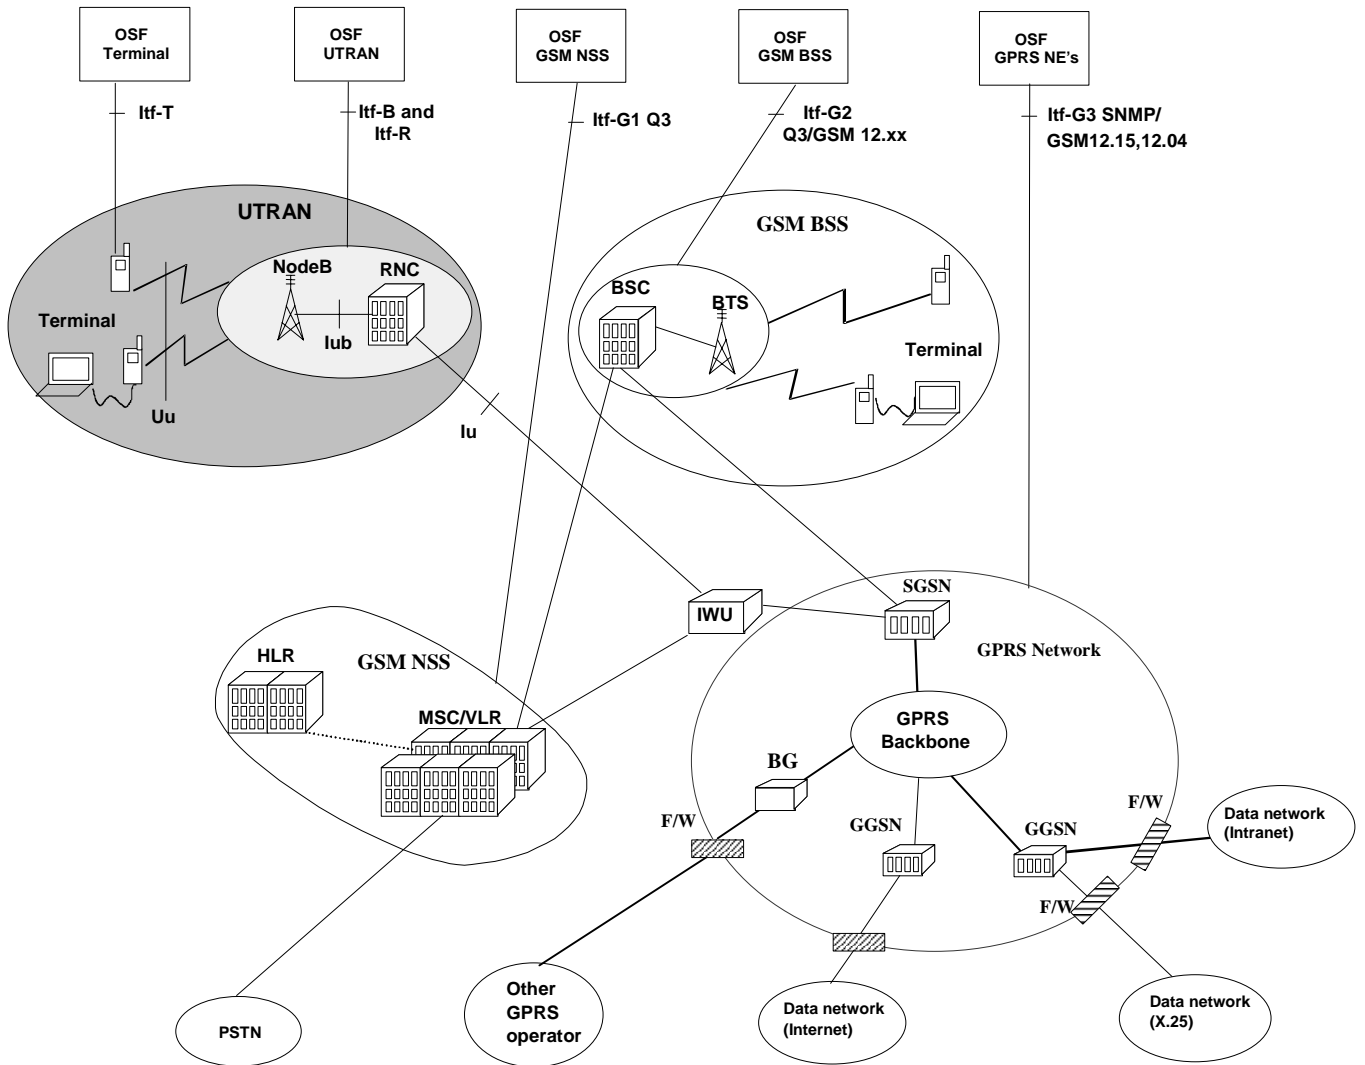 OSF
Terminal
OSF
UTRAN
OSF
GSM NSS
OSF
GSM BSS
OSF
GPRS NE's
Itf-T
Itf-B and
Itf-R
Itf-G1 Q3
Itf-G2
Q3/GSM 12.xx
Itf-G3 SNMP/
GSM12.15,12.04
UTRAN
NodeB
RNC
Terminal
Iub
Uu
Iu
GSM BSS
BSC
BTS
Terminal
IWU
SGSN
GPRS Network
HLR
GSM NSS
MSC/VLR
GPRS
Backbone
BG
F/W
GGSN
GGSN
F/W
F/W
Data network
(Intranet)
PSTN
Other
GPRS
operator
Data network
(Internet)
Data network
(X.25)